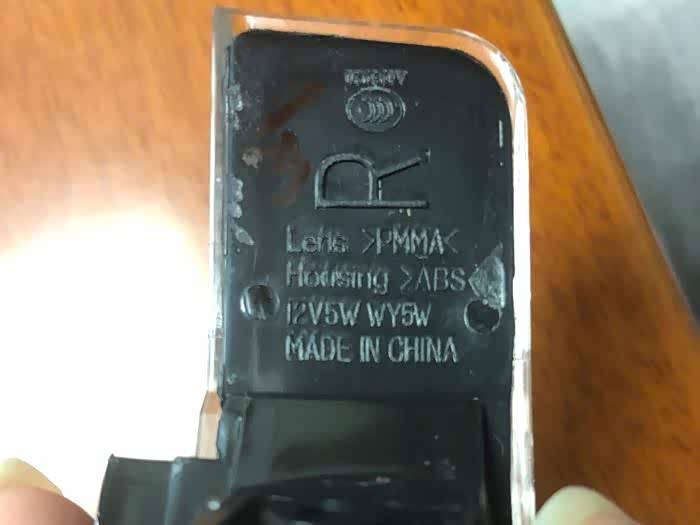 R
Lens >PMMA<
Housing >ABS<
12V5W WY5W
MADE IN CHINA